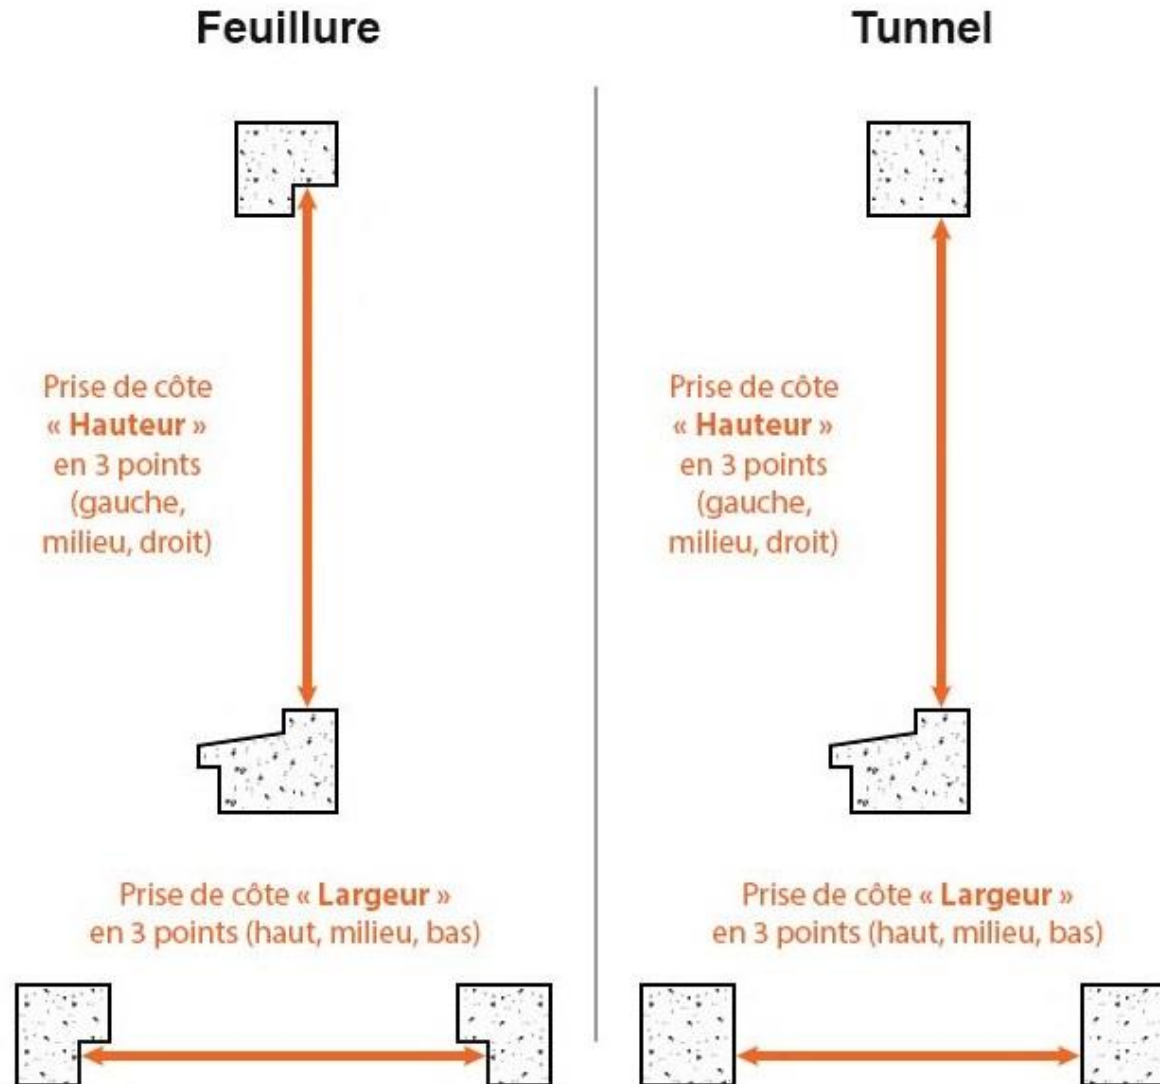 Feuillure
Prise de côte
« Hauteur »
en 3 points
(gauche,
milieu, droit)
Prise de côte « Largeur »
en 3 points (haut, milieu, bas)
Tunnel
Prise de côte
« Hauteur »
en 3 points
(gauche,
milieu, droit)
Prise de côte « Largeur »
en 3 points (haut, milieu, bas)